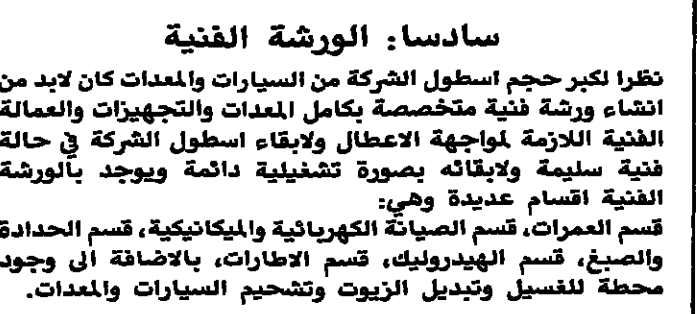 سادسا: الورشة الفنية
نظرا لكبر حجم اسطول الشركة من السيارات والمعدات كان لابد من
انشاء ورشة فنية متخصصة بكامل المعدات والتجهيزات والعمالة
الفنية اللازمة لمواجهة الاعطال ولابقاء اسطول الشركة في حالة
فنية سليمة ولابقائه بصورة تشغيلية دائمة ويوجد بالورشة
الفنية اقسام عديدة وهي:
قسم العمرات، قسم الصيانة الكهربائية والميكانيكية، قسم الحدادة
والصبغ، قسم الهيدروليك، قسم الاطارات، بالاضافة الى وجود
محطة للغسيل وتبديل الزيوت وتشحيم السيارات والمعدات.